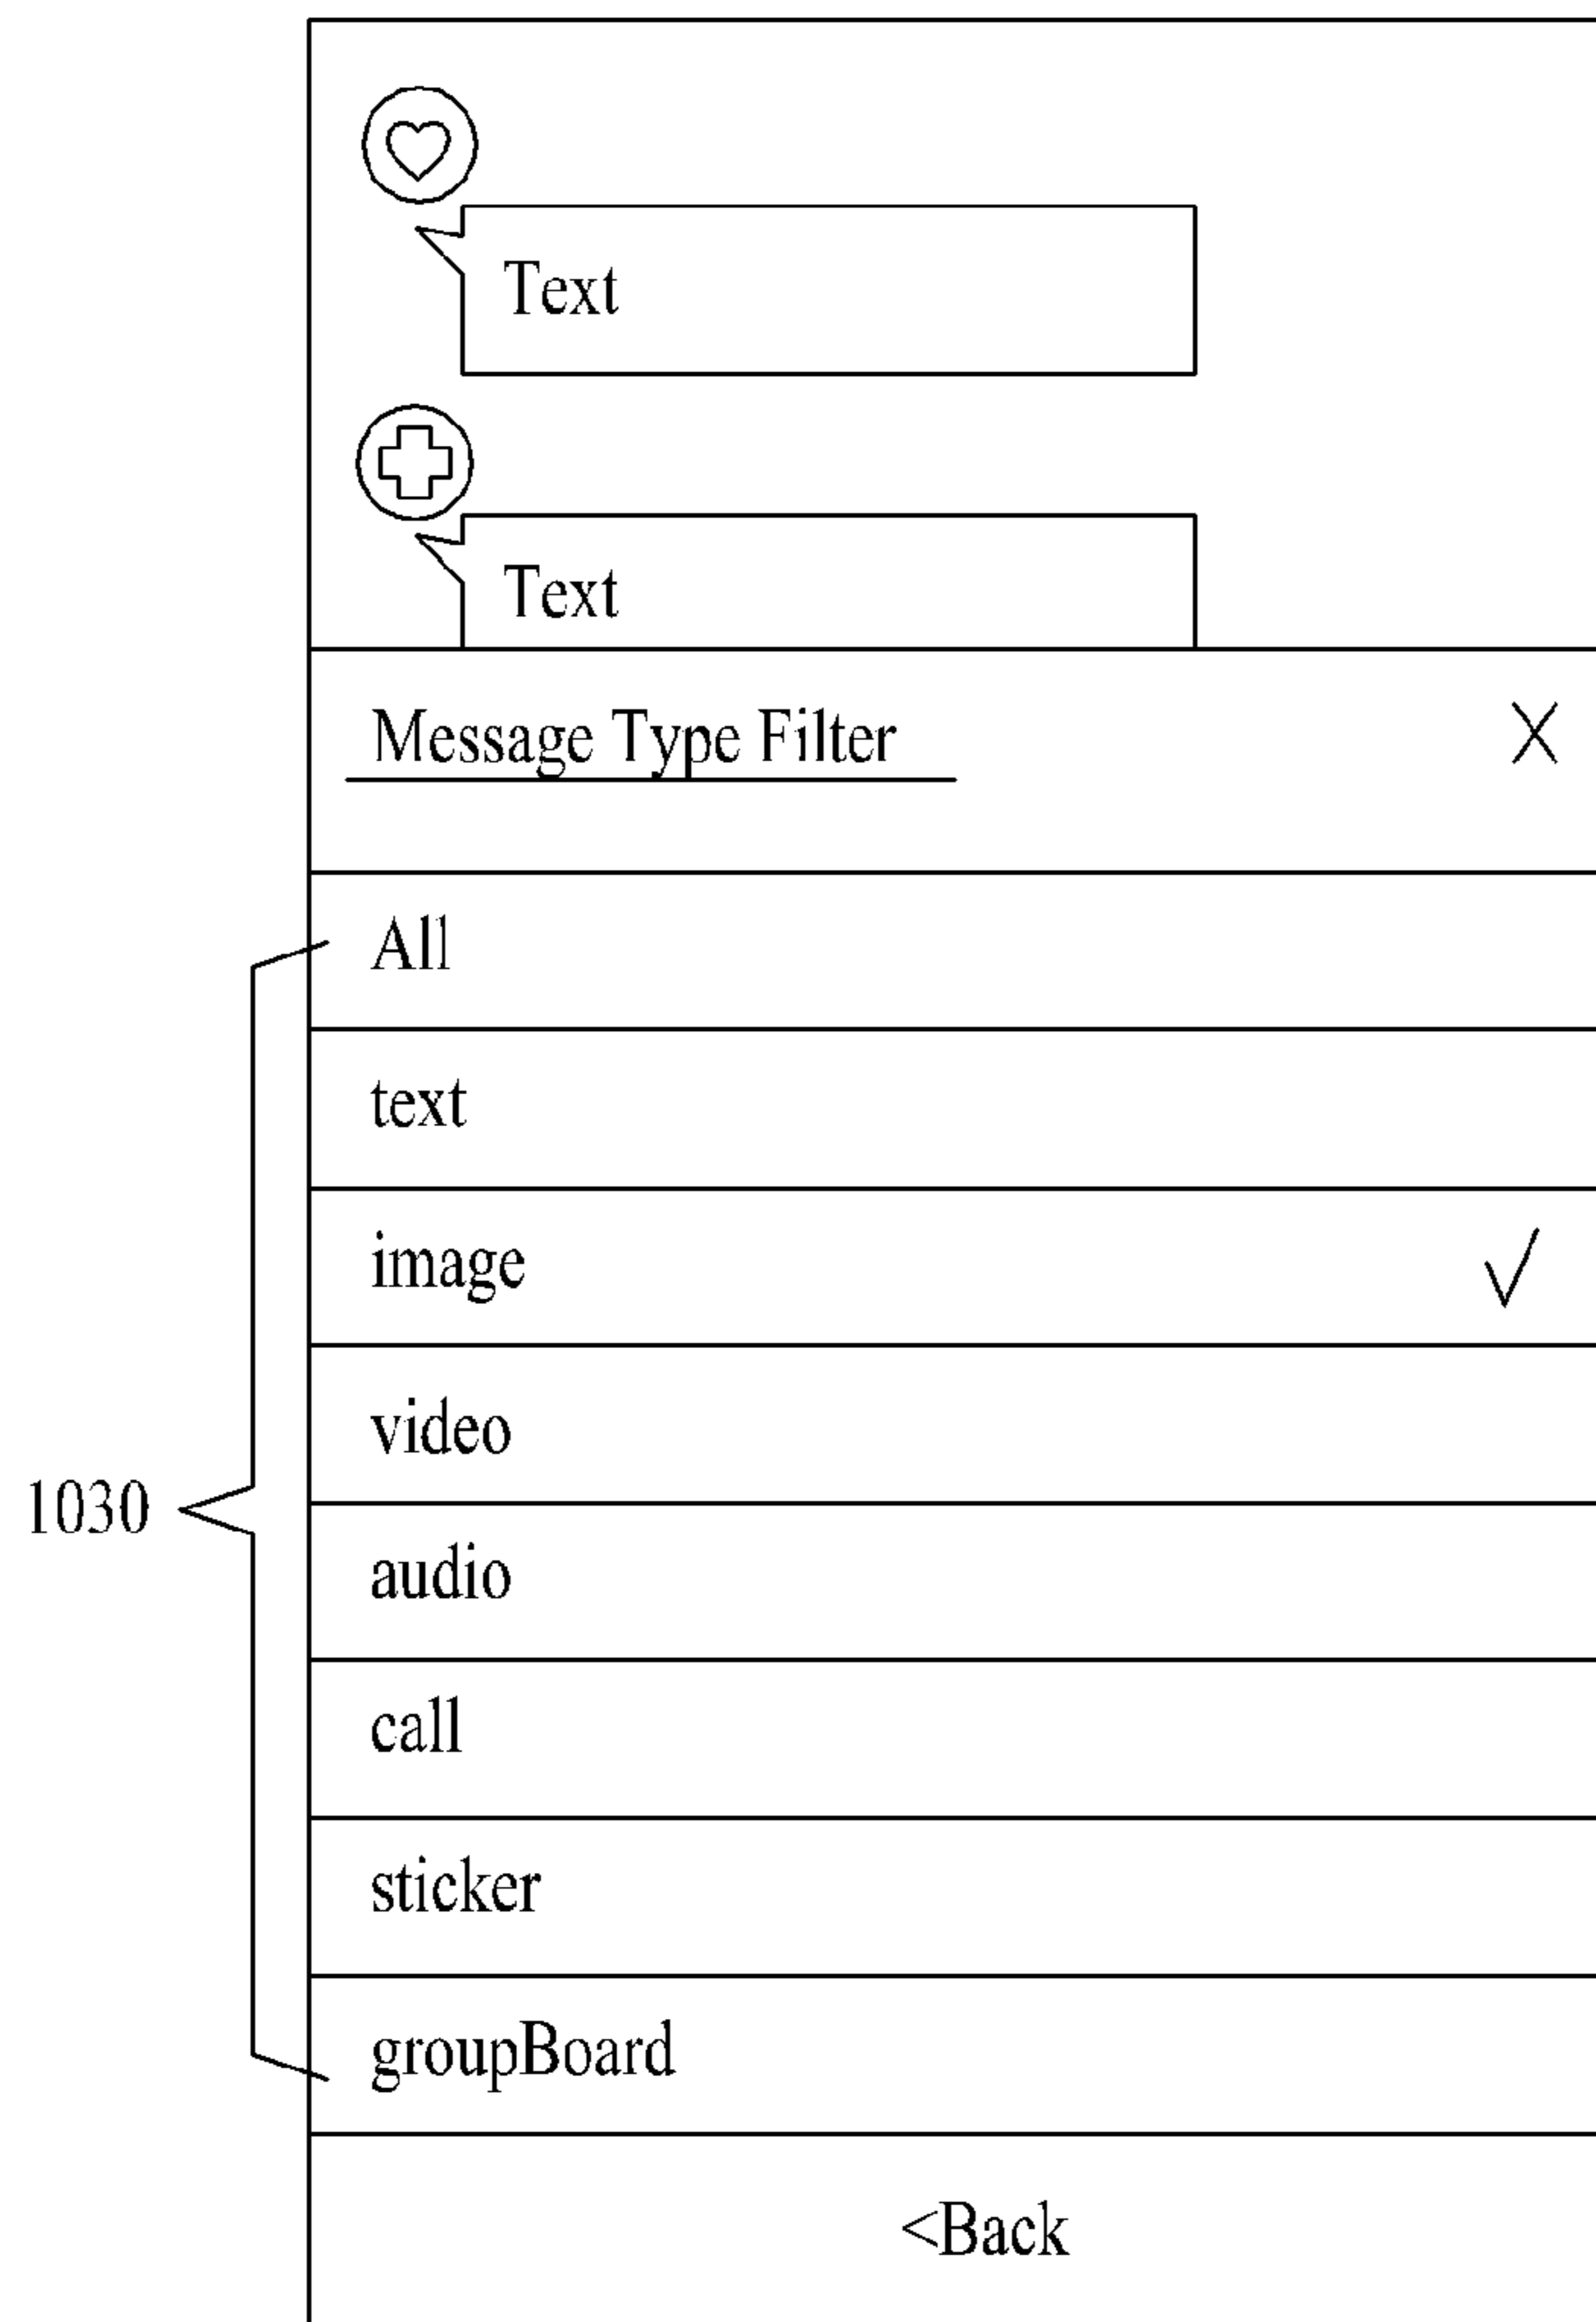 Text
Text
Message Type Filter X
All
text
image
video
1030
audio
call
sticker
groupBoard
<Back